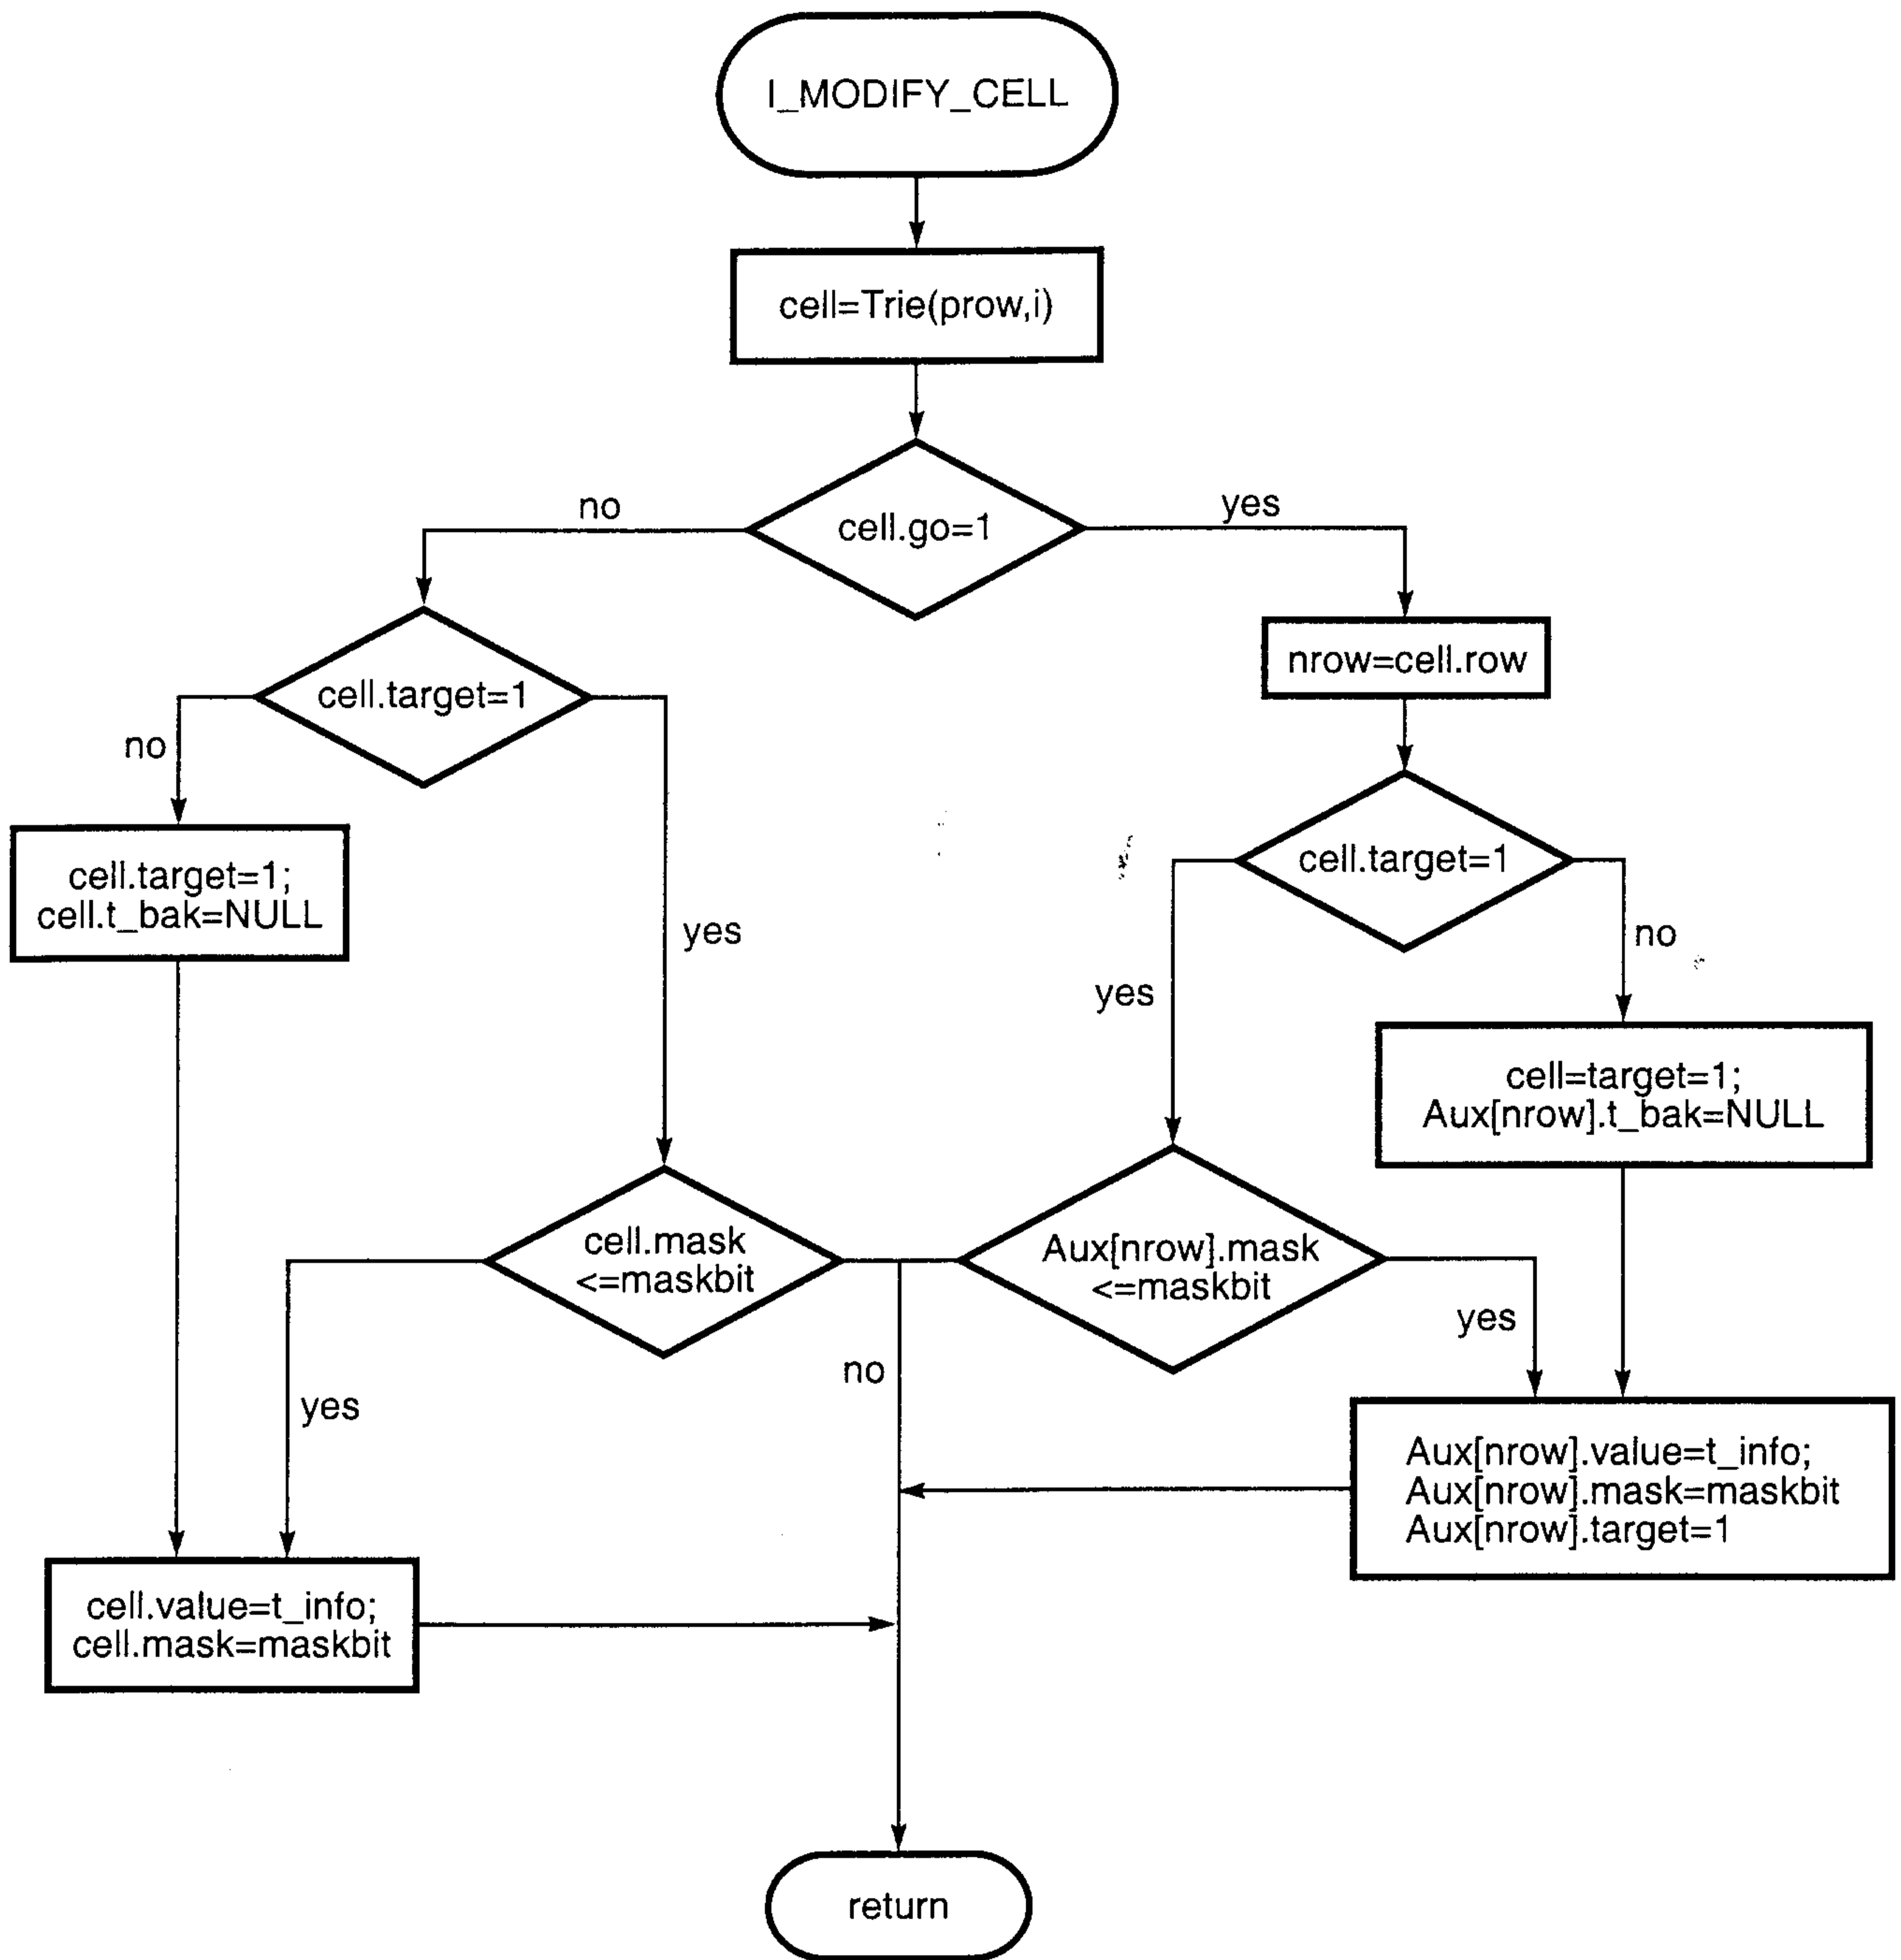 I_MODIFY_CELL
cell=Trie(prow,i)
cell.go=1
no
yes
nrow=cell.row
cell.target=1
no
yes
cell.target=1;
cell.t_bak=NULL
cell.target=1
yes
no
cell=target=1;
Aux[nrow].t_bak=NULL
cell.mask
<=maskbit
Aux[nrow].mask
<=maskbit
yes
no
yes
Aux[nrow].value=t_info;
Aux[nrow].mask=maskbit
Aux[nrow].target=1
cell.value=t_info;
cell.mask=maskbit
return